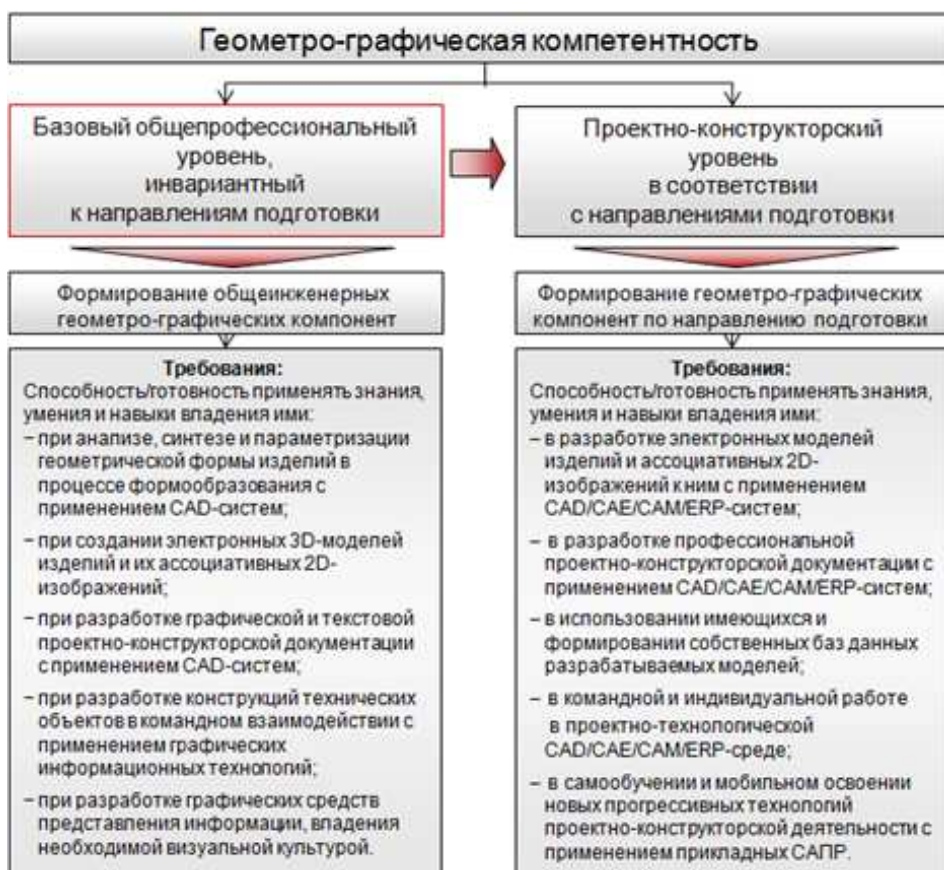 Геометро-графическая компетентность
Базовый общепрофессиональный
уровень,
инвариантный
к направлениям подготовки
Проектно-конструкторский
уровень
в соответствии
с направлениями подготовки
Формирование общеинженерных
геометро-графических компонент
Формирование геометро-графических
компонент по направлению подготовки
Требования:
Способность/готовность применять знания,
умения и навыки владения ими:
– при анализе, синтезе и параметризации
геометрической формы изделий в
процессе формообразования с
применением CAD-систем;
– при создании электронных 3D-моделей
изделий и их ассоциативных 2D-
изображений;
– при разработке графической и текстовой
проектно-конструкторской документации
с применением CAD-систем;
– при разработке конструкций технических
объектов в командном взаимодействии с
применением графических
информационных технологий;
– при разработке графических средств
представления информации, владения
необходимой визуальной культурой.
Требования:
Способность/готовность применять знания,
умения и навыки владения ими:
– в разработке электронных моделей
изделий и ассоциативных 2D-
изображений к ним с применением
CAD/CAE/CAM/ERP-систем;
– в разработке профессиональной
проектно-конструкторской документации с
применением CAD/CAE/CAM/ERP-систем;
– в использовании имеющихся и
формировании собственных баз данных
разрабатываемых моделей;
– в командной и индивидуальной работе
в проектно-технологической
CAD/CAE/CAM/ERP-среде;
– в самообучении и мобильном освоении
новых прогрессивных технологий
проектно-конструкторской деятельности с
применением прикладных САПР.